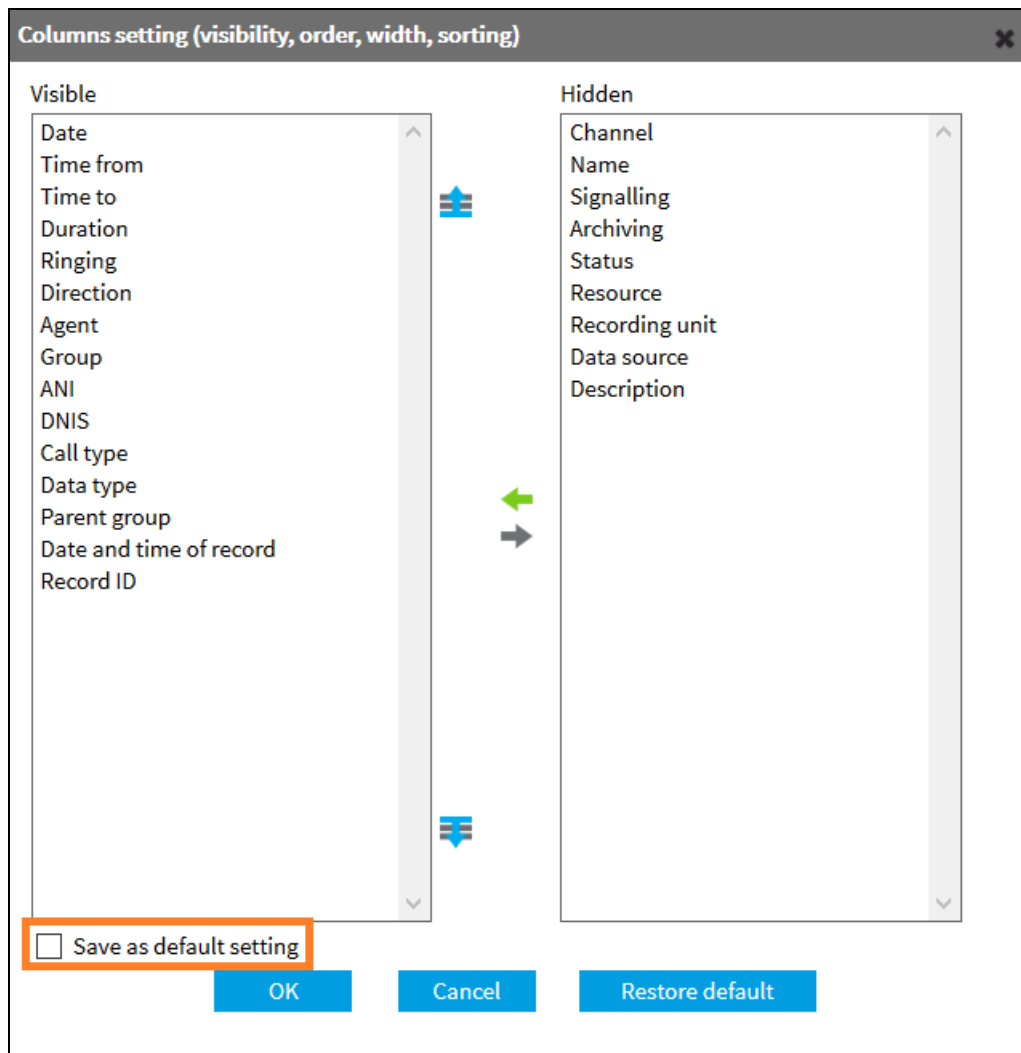 Columns setting (visibility, order, width, sorting)
Visible
Date
Time from
Time to
Duration
Ringing
Direction
Agent
Group
ANI
DNIS
Call type
Data type
Parent group
Date and time of record
Record ID
Hidden
Channel
Name
Signalling
Archiving
Status
Resource
Recording unit
Data source
Description
Save as default setting
OK
Cancel
Restore default